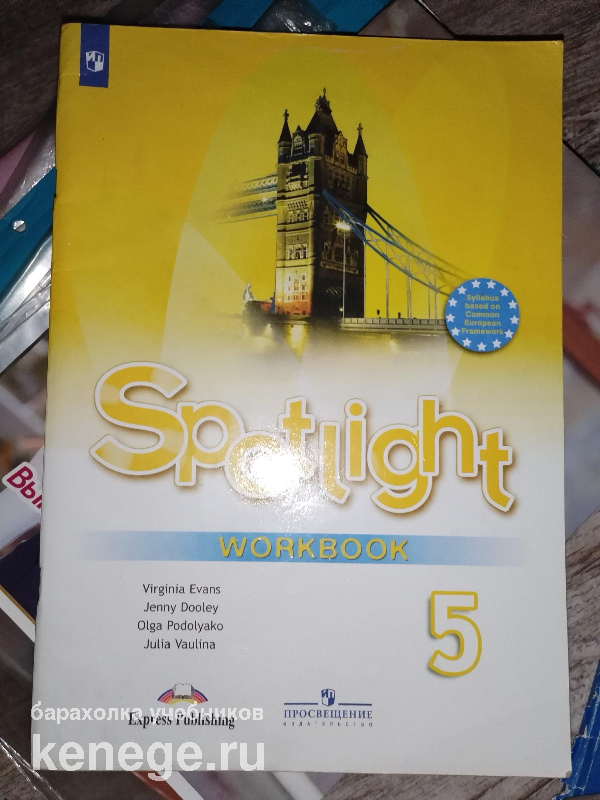 Syllabus
based on
Common
European
Framework
Spotlight
WORKBOOK
Virginia Evans
Jenny Dooley
Olga Podolyako
Julia Vaulina
5
Express Publishing
ПРОСВЕЩЕНИЕ
ИЗДАТЕЛЬСТВО
барахолка учебников
kenege.ru